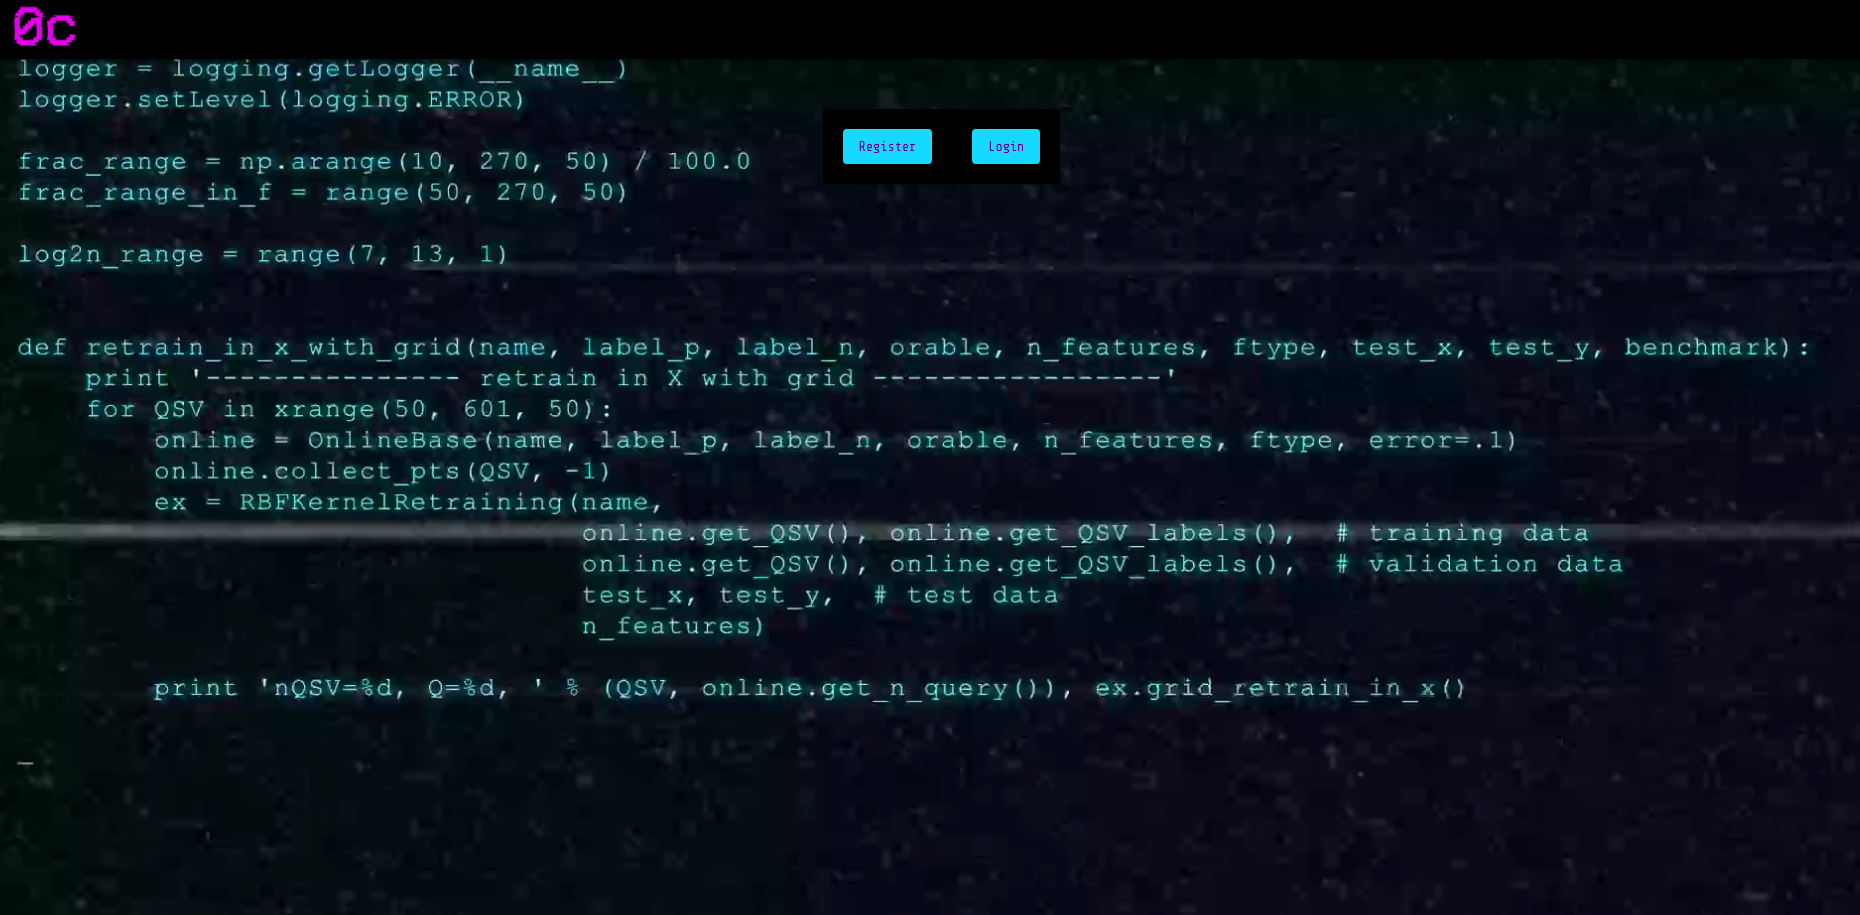 0c
logger = logging.getLogger(__name__)
logger.setLevel(logging.ERROR)
Register Login
frac_range = np.arange(10, 270, 50) / 100.0
frac_range_in_f = range(50, 270, 50)
log2n_range = range(7, 13, 1)
def retrain_in_x_with_grid(name, label_p, label_n, orable, n_features, ftype, test_x, test_y, benchmark):
    print '--------------- retrain in X with grid -----------------'
    for QSV in xrange(50, 601, 50):
        online = OnlineBase(name, label_p, label_n, orable, n_features, ftype, error=.1)
        online.collect_pts(QSV, -1)
        ex = RBFKernelRetraining(name,
                                 online.get_QSV(), online.get_QSV_labels(),  # training data
                                 online.get_QSV(), online.get_QSV_labels(),  # validation data
                                 test_x, test_y,  # test data
                                 n_features)
        print 'nQSV=%d, Q=%d, ' % (QSV, online.get_n_query()), ex.grid_retrain_in_x()
_